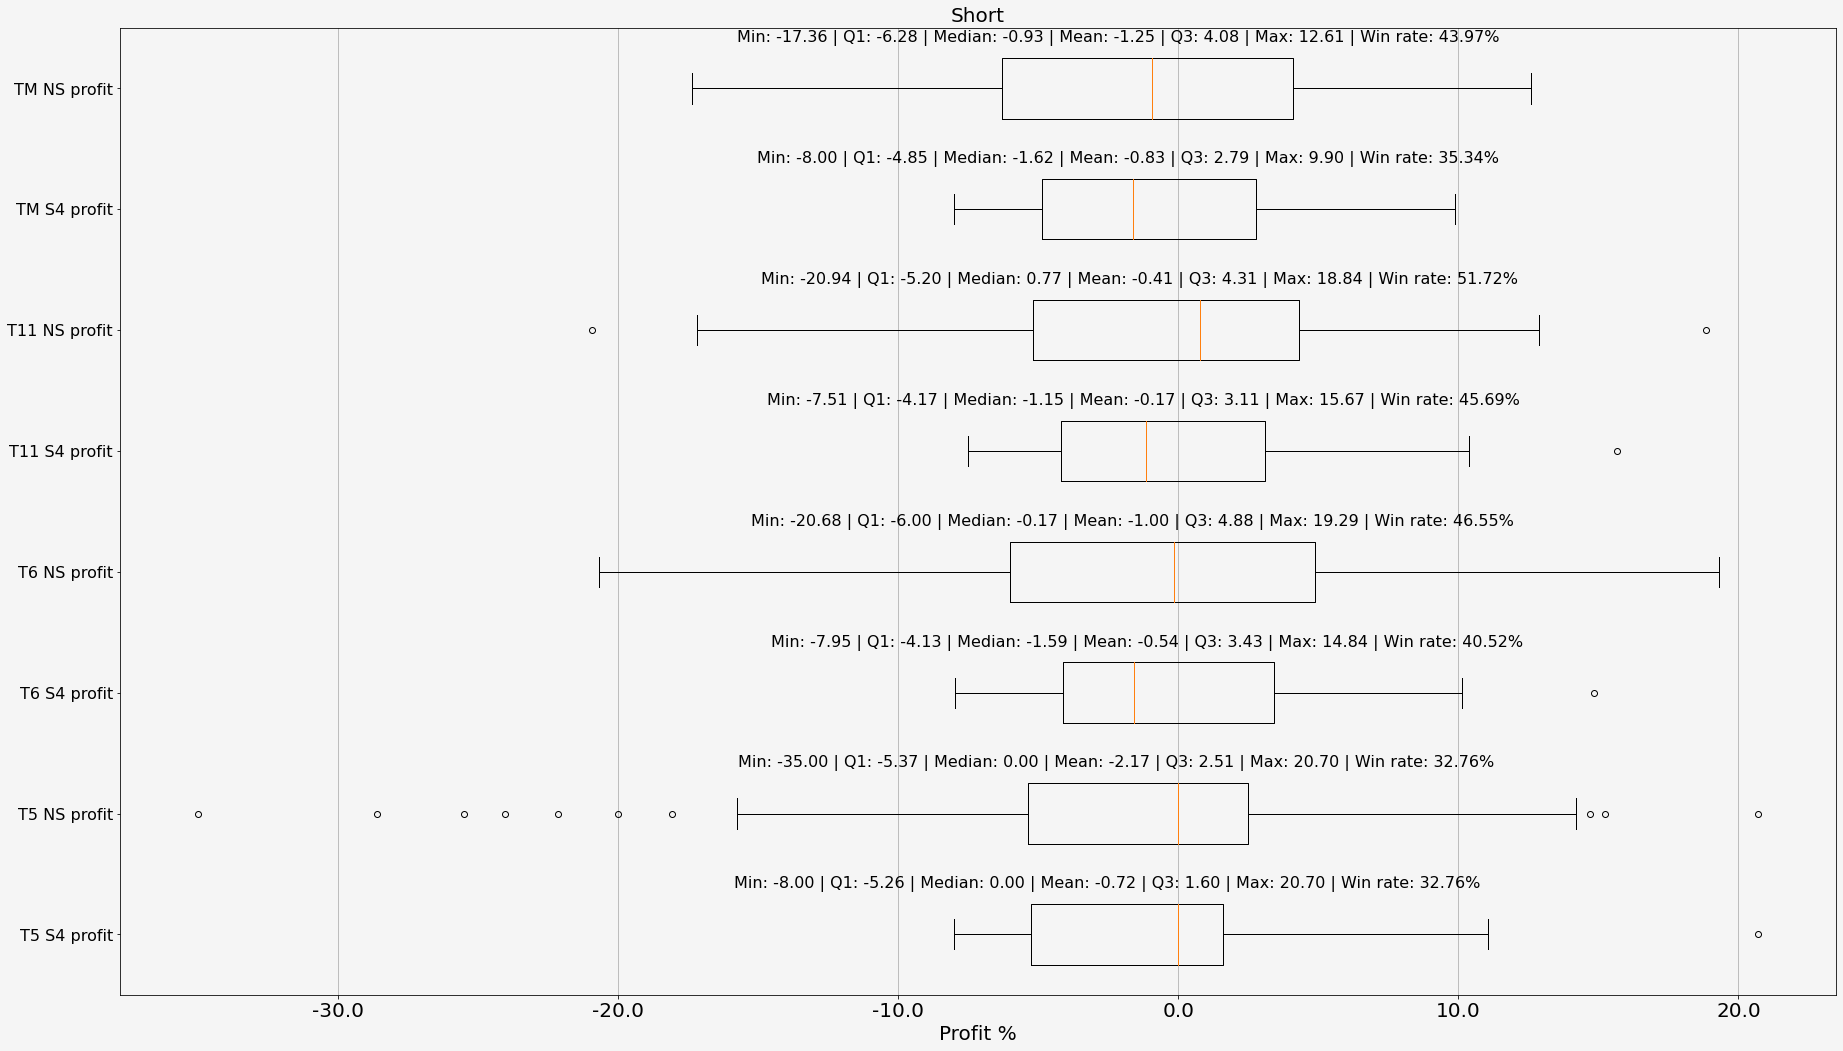 Short
Min: -17.36 | Q1: -6.28 | Median: -0.93 | Mean: -1.25 | Q3: 4.08 | Max: 12.61 | Win rate: 43.97%
TM NS profit
Min: -8.00 | Q1: -4.85 | Median: -1.62 | Mean: -0.83 | Q3: 2.79 | Max: 9.90 | Win rate: 35.34%
TM S4 profit
Min: -20.94 | Q1: -5.20 | Median: 0.77 | Mean: -0.41 | Q3: 4.31 | Max: 18.84 | Win rate: 51.72%
T11 NS profit
Min: -7.51 | Q1: -4.17 | Median: -1.15 | Mean: -0.17 | Q3: 3.11 | Max: 15.67 | Win rate: 45.69%
T11 S4 profit
Min: -20.68 | Q1: -6.00 | Median: -0.17 | Mean: -1.00 | Q3: 4.88 | Max: 19.29 | Win rate: 46.55%
T6 NS profit
Min: -7.95 | Q1: -4.13 | Median: -1.59 | Mean: -0.54 | Q3: 3.43 | Max: 14.84 | Win rate: 40.52%
T6 S4 profit
Min: -35.00 | Q1: -5.37 | Median: 0.00 | Mean: -2.17 | Q3: 2.51 | Max: 20.70 | Win rate: 32.76%
T5 NS profit
Min: -8.00 | Q1: -5.26 | Median: 0.00 | Mean: -0.72 | Q3: 1.60 | Max: 20.70 | Win rate: 32.76%
T5 S4 profit
-30.0 -20.0 -10.0 0.0 10.0 20.0
Profit %